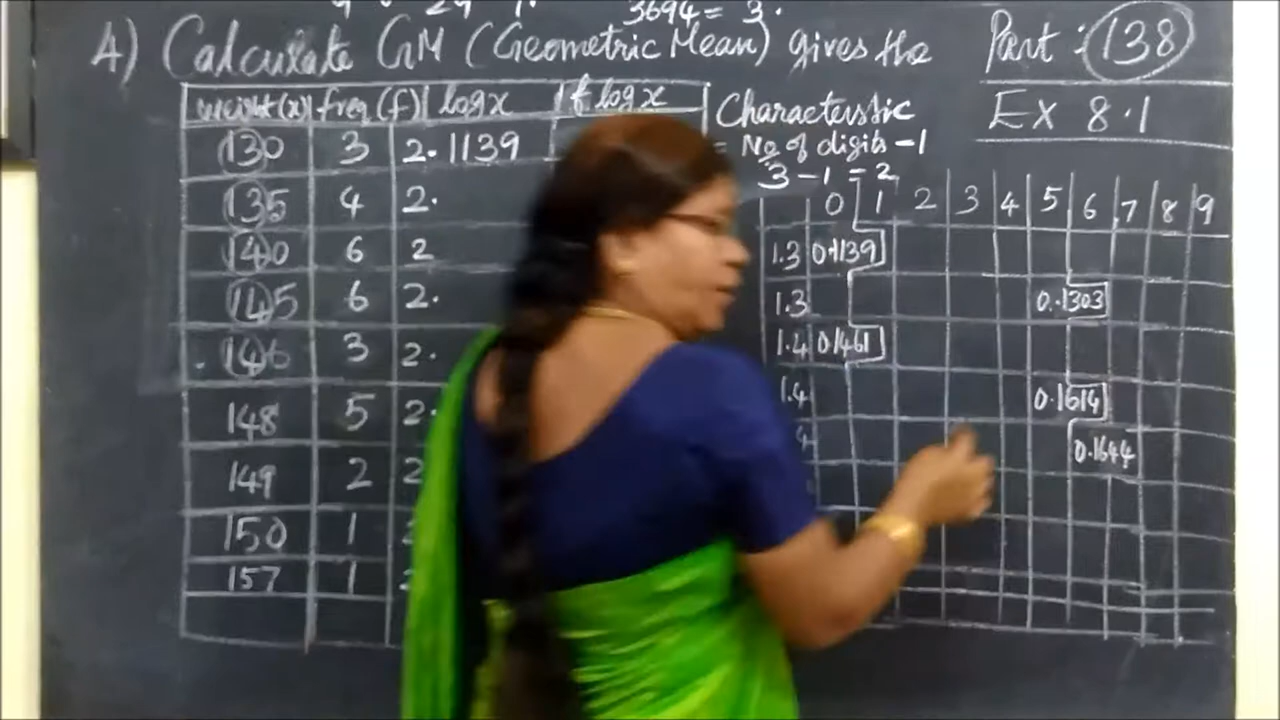 3694 = 3.
4) Calculate GM (Geometric Mean) gives the Part : 138
weight(x) freq (f) log x f log x Characteristic Ex 8.1
130 3 2.1139 = No of digits -1
3 - 1 = 2
135 4 2. 0 1 2 3 4 5 6 7 8 9
140 6 2 1.3 0.1139
145 6 2. 1.3 0.1303
146 3 2. 1.4 0.1461
148 5 2. 1.4 0.1614
149 2 2 4 0.1644
150 1
157 1